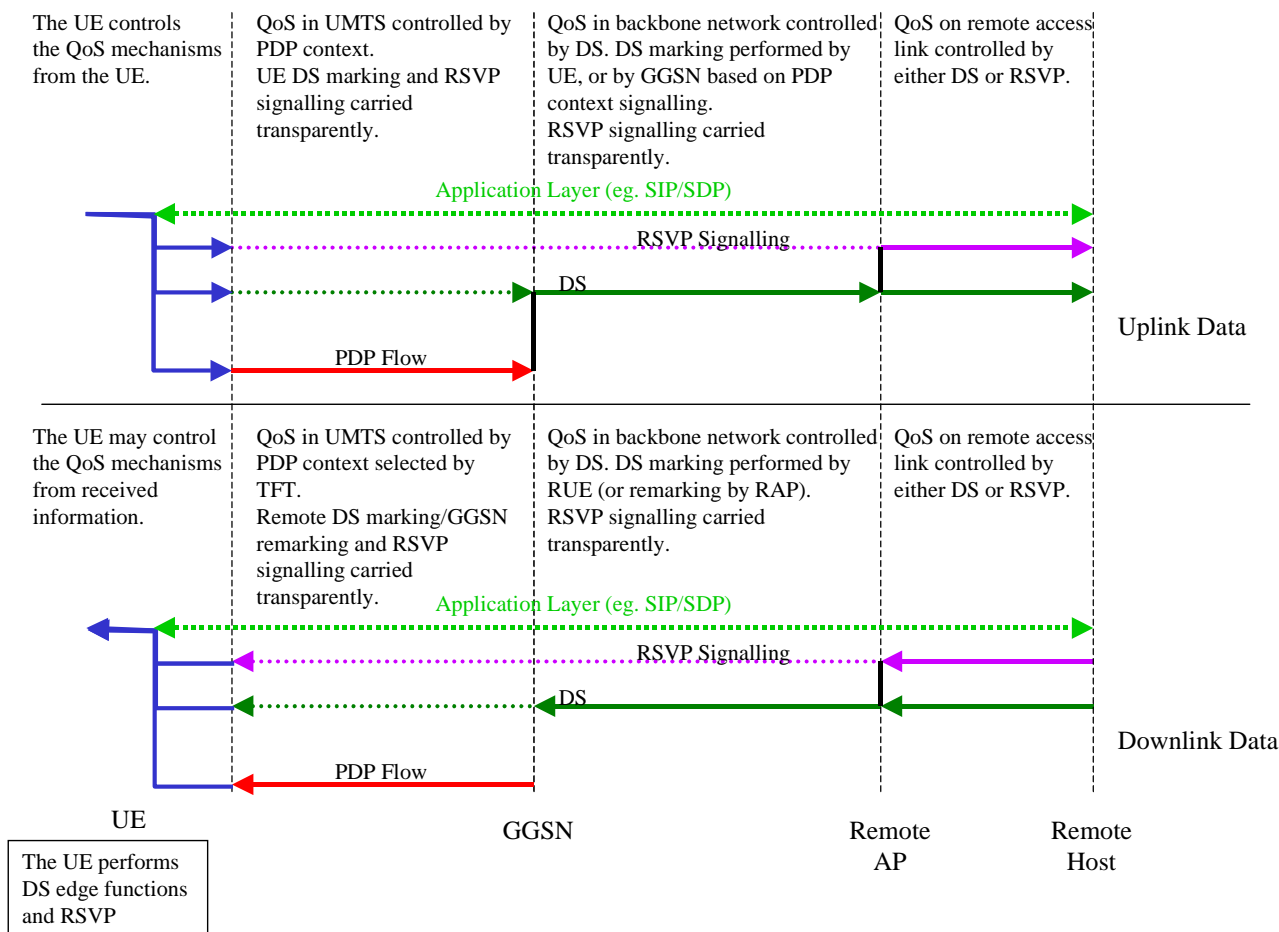 The UE controls
the QoS mechanisms
from the UE.
QoS in UMTS controlled by
PDP context.
UE DS marking and RSVP
signalling carried
transparently.
QoS in backbone network controlled
by DS. DS marking performed by
UE, or by GGSN based on PDP
context signalling.
RSVP signalling carried
transparently.
QoS on remote access
link controlled by
either DS or RSVP.
Application Layer (eg. SIP/SDP)
RSVP Signalling
DS
PDP Flow
Uplink Data
The UE may control
the QoS mechanisms
from received
information.
QoS in UMTS controlled by
PDP context selected by
TFT.
Remote DS marking/GGSN
remarking and RSVP
signalling carried
transparently.
QoS in backbone network controlled
by DS. DS marking performed by
RUE (or remarking by RAP).
RSVP signalling carried
transparently.
QoS on remote access
link controlled by
either DS or RSVP.
Application Layer (eg. SIP/SDP)
RSVP Signalling
DS
PDP Flow
Downlink Data
UE
GGSN
Remote
AP
Remote
Host
The UE performs
DS edge functions
and RSVP